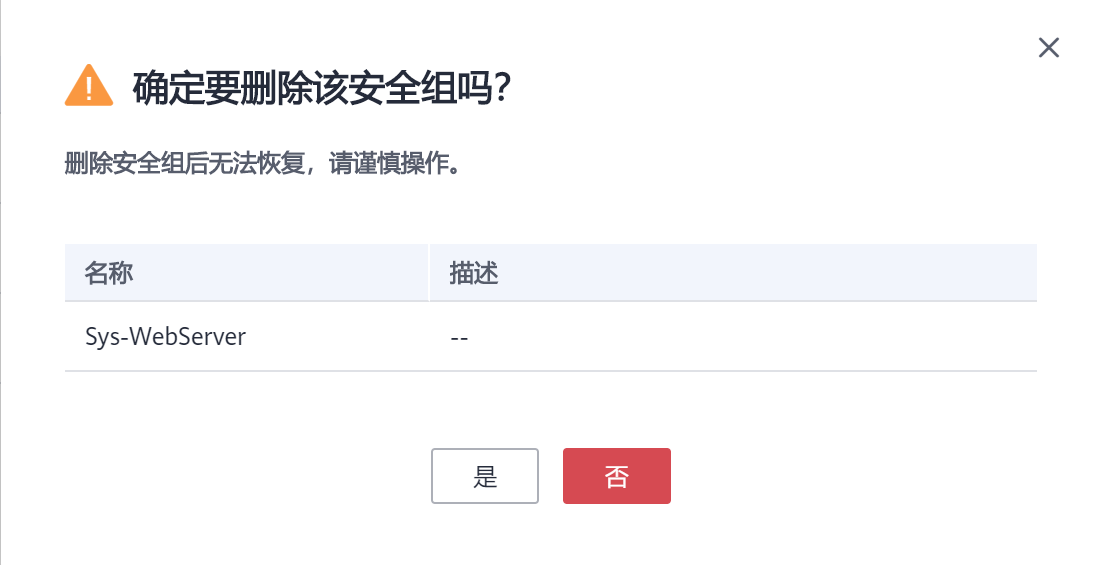 确定要删除该安全组吗？
删除安全组后无法恢复，请谨慎操作。
名称 描述
Sys-WebServer --
是 否